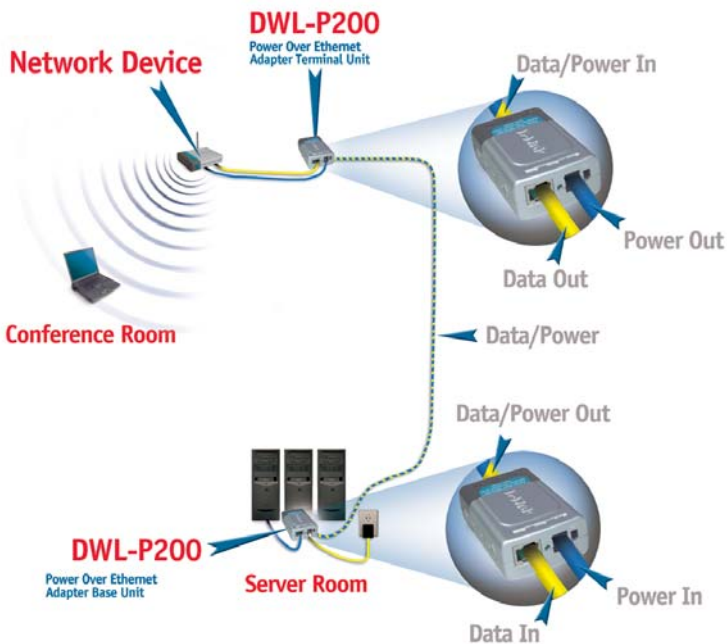 DWL-P200
Power Over Ethernet
Adapter Terminal Unit
Network Device
Data/Power In
Power Out
Data Out
Conference Room
Data/Power
Data/Power Out
DWL-P200
Power Over Ethernet
Adapter Base Unit
Server Room
Power In
Data In